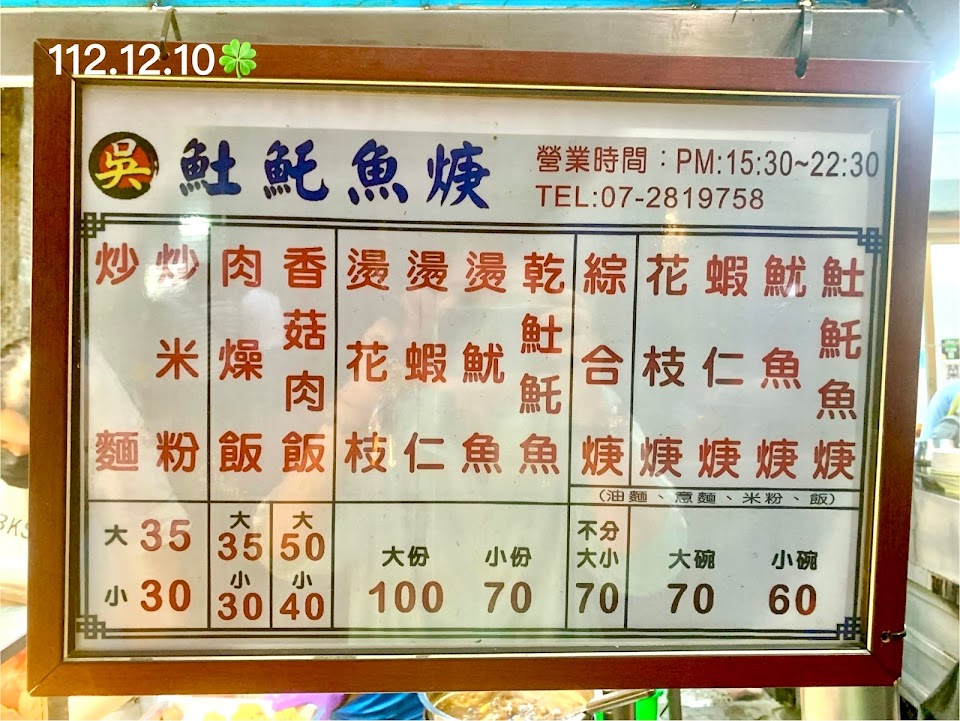 112.12.10🍀
吳 𩵚魠魚焿
營業時間：PM:15:30~22:30
TEL:07-2819758
𩵚魠魚焿
魷魚焿
蝦仁焿
花枝焿
(油麵、薏麵、米粉、飯)
大碗 小碗
70 60
綜合焿
不分
大小
70
乾𩵚魠魚
燙魷魚
燙蝦仁
燙花枝
大份 小份
100 70
香菇肉飯
大
50
小
40
肉燥飯
大
35
小
30
炒米粉
炒麵
大 35
小 30